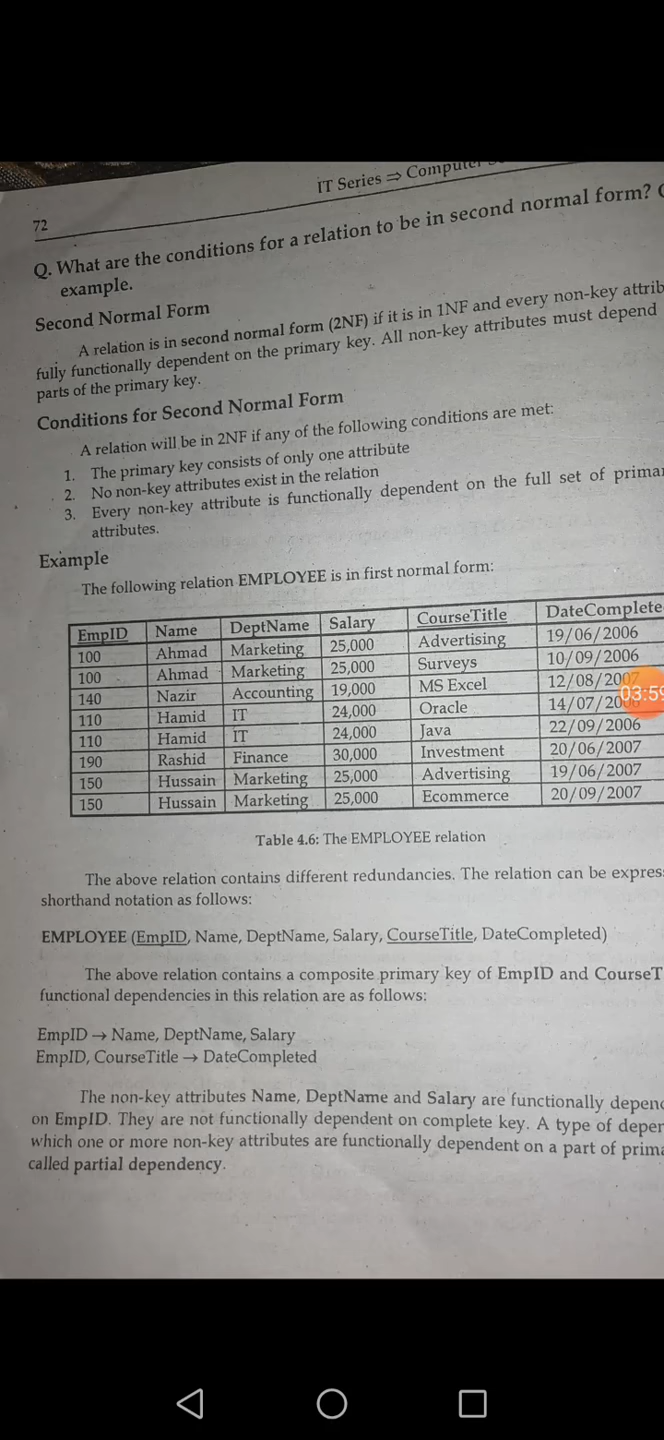 IT Series ⇒ Computer
72
Q. What are the conditions for a relation to be in second normal form?
example.
Second Normal Form
A relation is in second normal form (2NF) if it is in 1NF and every non-key attrib
fully functionally dependent on the primary key. All non-key attributes must depend
parts of the primary key.
Conditions for Second Normal Form
A relation will be in 2NF if any of the following conditions are met:
1. The primary key consists of only one attribute
2. No non-key attributes exist in the relation
3. Every non-key attribute is functionally dependent on the full set of primar
attributes.
Example
The following relation EMPLOYEE is in first normal form:
EmpID Name DeptName Salary CourseTitle DateComplete
100 Ahmad Marketing 25,000 Advertising 19/06/2006
100 Ahmad Marketing 25,000 Surveys 10/09/2006
140 Nazir Accounting 19,000 MS Excel 12/08/2007
110 Hamid IT 24,000 Oracle 14/07/20
03:59
110 Hamid IT 24,000 Java 22/09/2006
190 Rashid Finance 30,000 Investment 20/06/2007
150 Hussain Marketing 25,000 Advertising 19/06/2007
150 Hussain Marketing 25,000 Ecommerce 20/09/2007
Table 4.6: The EMPLOYEE relation
The above relation contains different redundancies. The relation can be expres
shorthand notation as follows:
EMPLOYEE (EmpID, Name, DeptName, Salary, CourseTitle, DateCompleted)
The above relation contains a composite primary key of EmpID and CourseT
functional dependencies in this relation are as follows:
EmpID → Name, DeptName, Salary
EmpID, CourseTitle → DateCompleted
The non-key attributes Name, DeptName and Salary are functionally depend
on EmpID. They are not functionally dependent on complete key. A type of depen
which one or more non-key attributes are functionally dependent on a part of prima
called partial dependency.